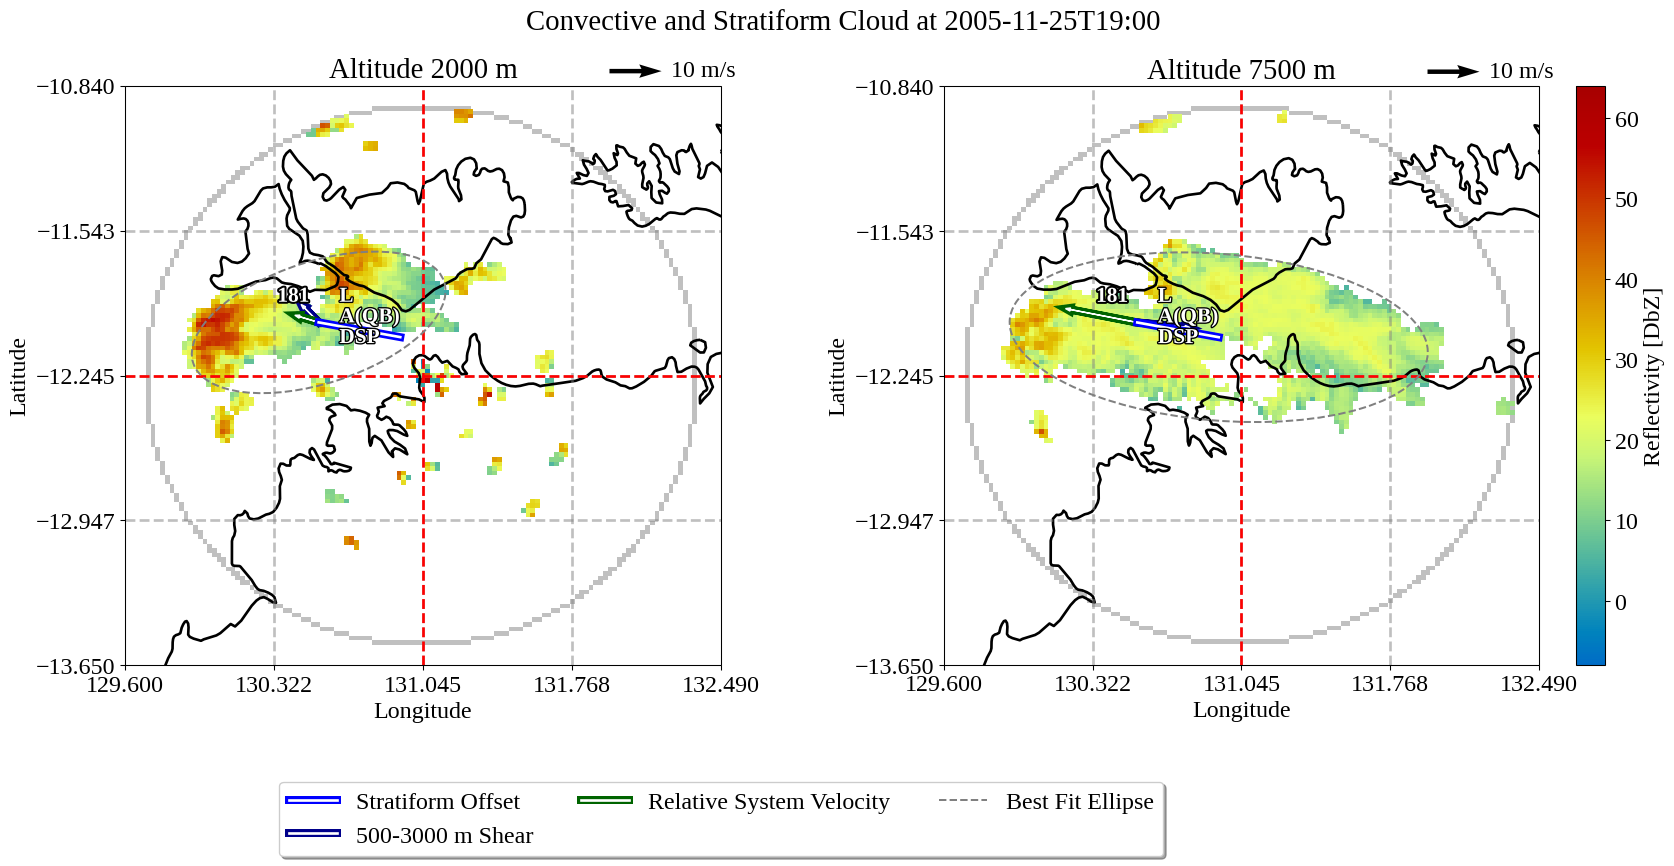 Convective and Stratiform Cloud at 2005-11-25T19:00
Altitude 2000 m
10 m/s
−10.840
−11.543
−12.245
−12.947
−13.650
129.600
130.322
131.045
131.768
132.490
Latitude
Longitude
181
L
A(QB)
DSP
Altitude 7500 m
10 m/s
−10.840
−11.543
−12.245
−12.947
−13.650
129.600
130.322
131.045
131.768
132.490
Latitude
Longitude
181
L
A(QB)
DSP
60
50
40
30
20
10
0
Reflectivity [DbZ]
Stratiform Offset
Relative System Velocity
Best Fit Ellipse
500-3000 m Shear